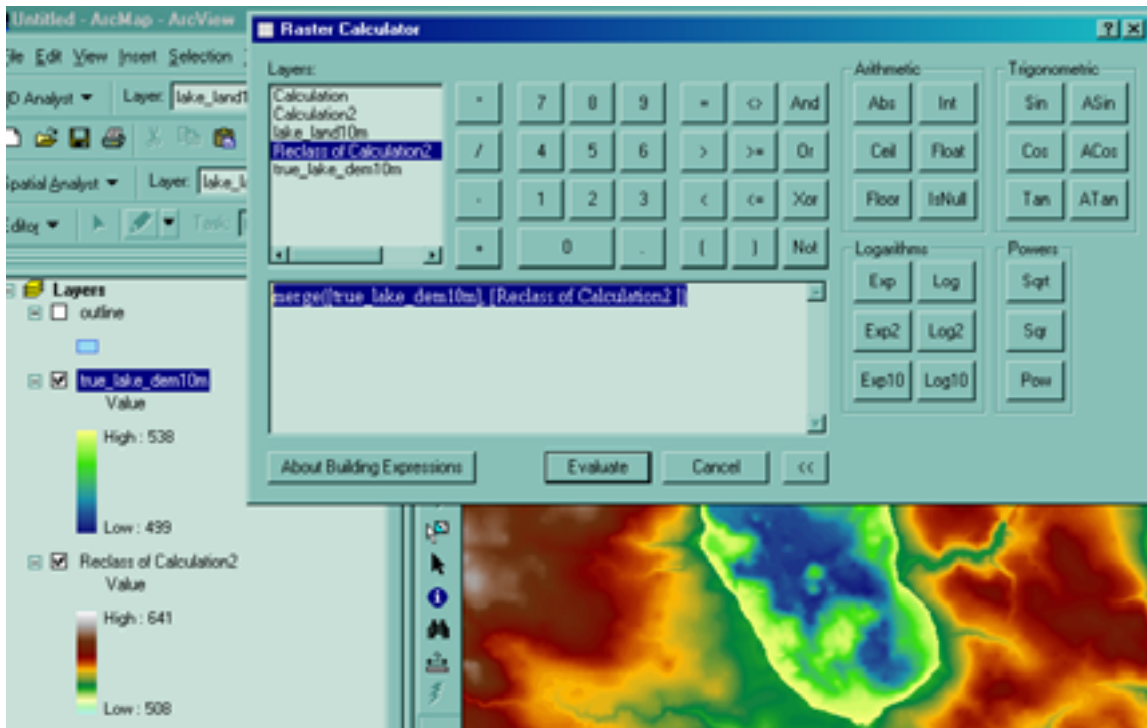 Untitled - ArcMap - ArcView
File Edit View Insert Selection
3D Analyst Layer: lake_land1
Spatial Analyst Layer: lake_l
Editor Task:
Layers
outline
true_lake_dem10m
Value
High : 538
Low : 499
Reclass of Calculation2
Value
High : 641
Low : 508
Raster Calculator
Layers:
Calculation
Calculation2
lake_land10m
Reclass of Calculation2
true_lake_dem10m
* 7 8 9 = <> And
/ 4 5 6 > >= Or
- 1 2 3 < <= Xor
+ 0 . ( ) Not
merge([true_lake_dem10m], [Reclass of Calculation2 ])
About Building Expressions Evaluate Cancel <<
Arithmetic
Abs Int
Ceil Float
Floor IsNull
Trigonometric
Sin ASin
Cos ACos
Tan ATan
Logarithms
Exp Log
Exp2 Log2
Exp10 Log10
Powers
Sqrt
Sqr
Pow